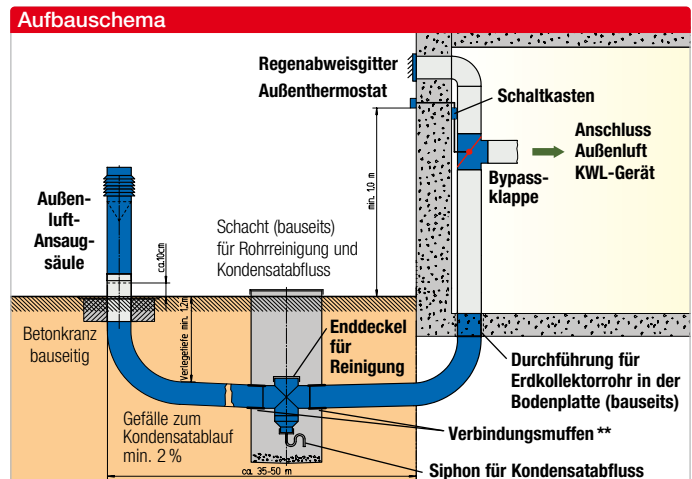 Aufbauschema
Regenabweisgitter
Außenthermostat
Schaltkasten
Anschluss
Außenluft
KWL-Gerät
Bypass-
klappe
min. 1,0 m
Außen-
luft-
Ansaug-
säule
ca.10cm
Schacht (bauseits)
für Rohrreinigung und
Kondensatabfluss
Betonkranz
bauseitig
Verlegetiefe min. 1,2m
Enddeckel
für
Reinigung
Durchführung für
Erdkollektorrohr in der
Bodenplatte (bauseits)
Gefälle zum
Kondensatablauf
min. 2 %
Verbindungsmuffen **
ca. 35-50 m
Siphon für Kondensatabfluss